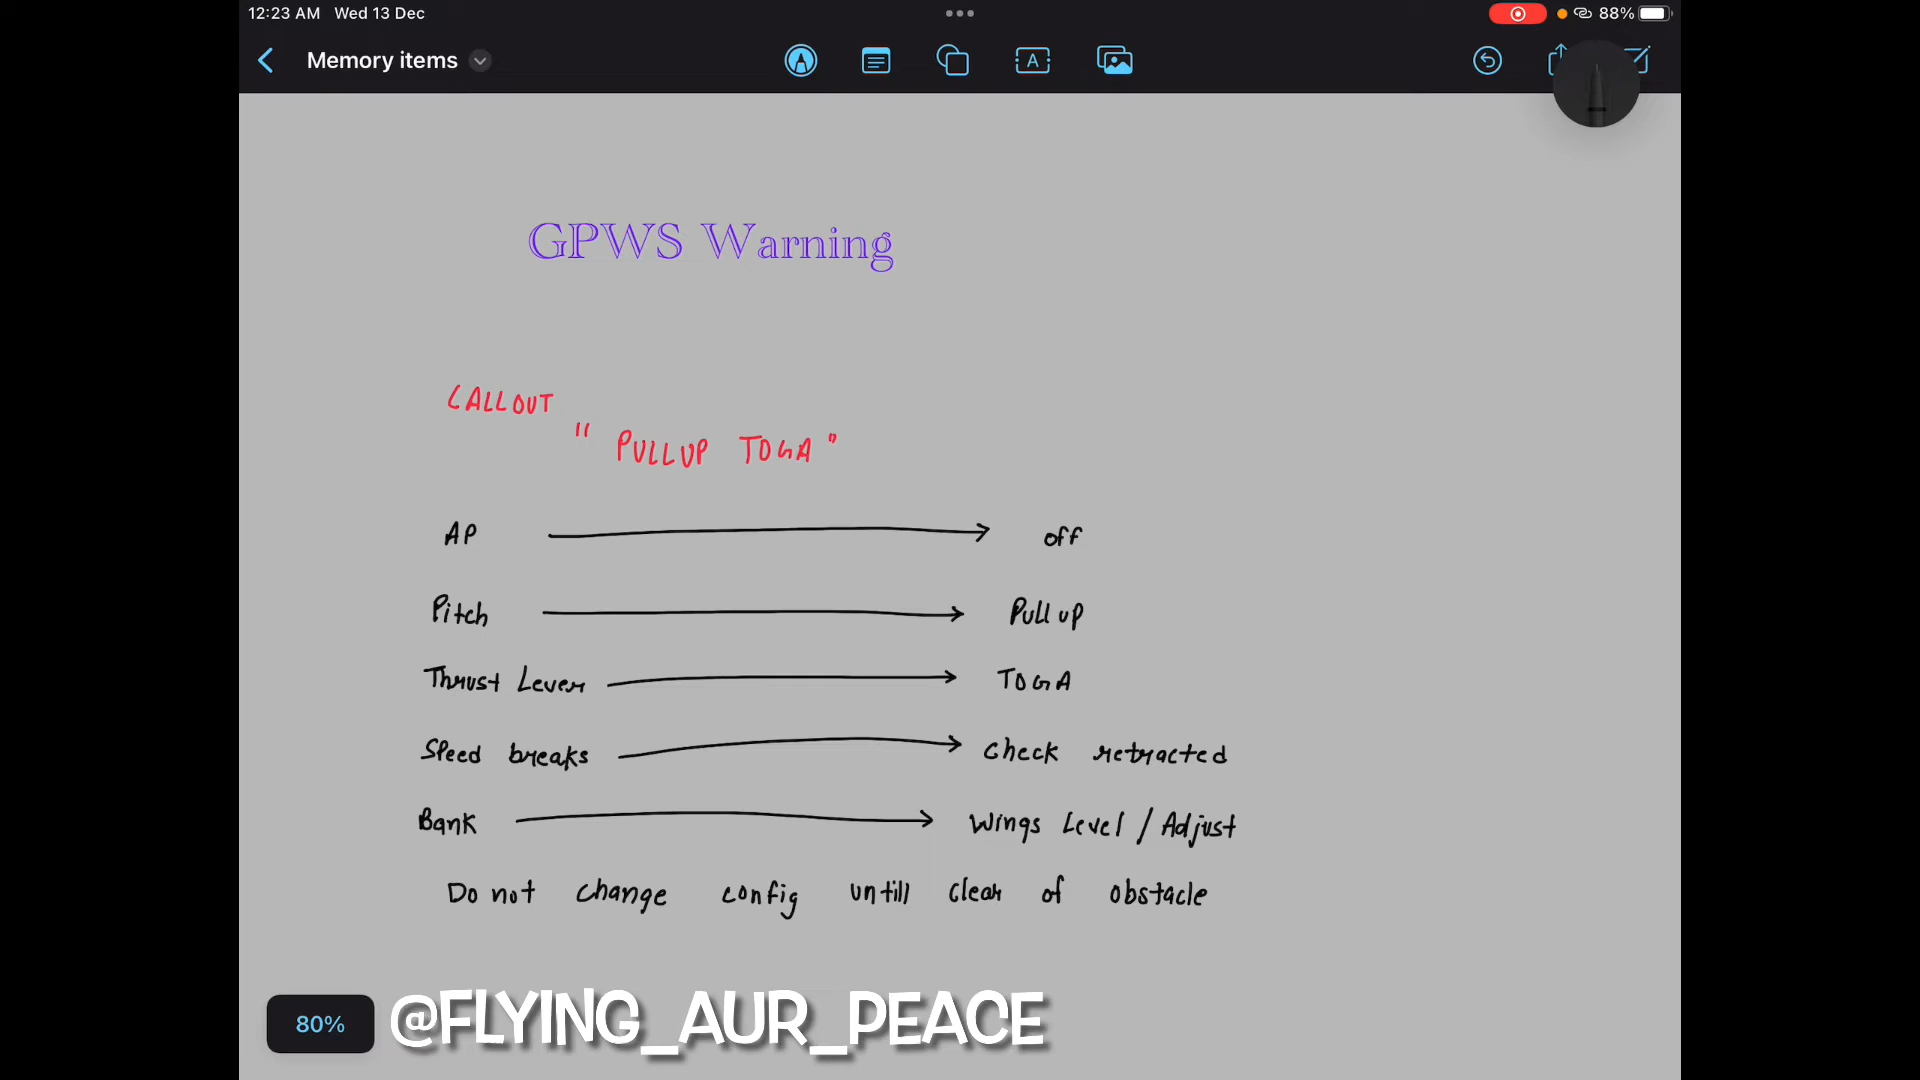 12:23 AM Wed 13 Dec 88%
Memory items
A
GPWS Warning
CALLOUT
" PULLUP TOGA "
AP off
Pitch Pull up
Thrust Lever TOGA
Speed breaks check retracted
Bank Wings Level / Adjust
Do not change config untill clear of obstacle
80% @FLYING_AUR_PEACE